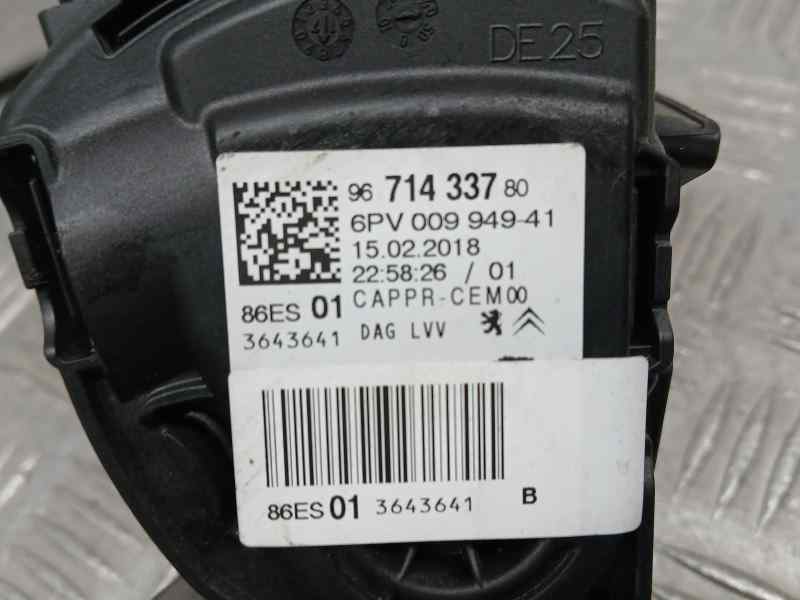 DE25
96 714 337 80
6PV 009 949-41
15.02.2018
22:58:26 / 01
86ES 01 CAPPR-CEM00
3643641 DAG LVV
86ES 01 3643641 B